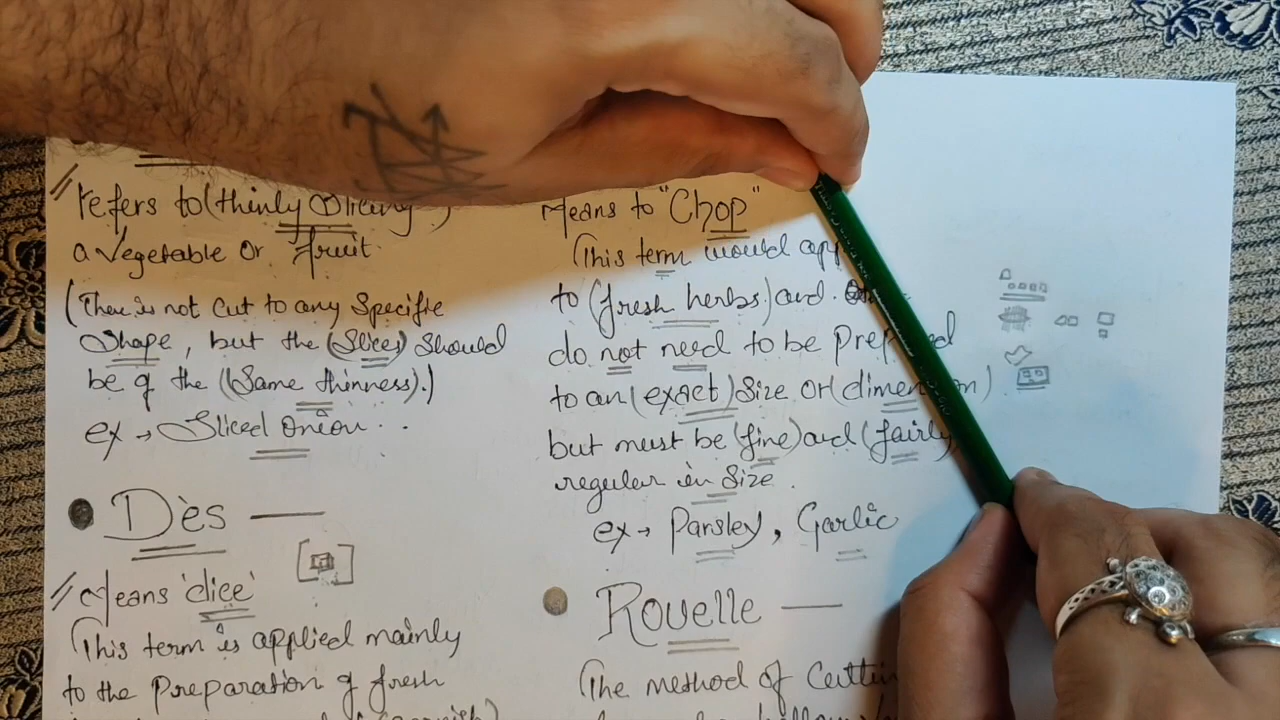 refers to (thinly Slicing)
a vegetable or fruit
(There is not Cut to any Specific
Shape, but the (Slices) Should
be of the (Same thinness).)
ex → Sliced Onion . .
Dès —
Means 'dice'
(This term is applied mainly
to the Preparation of fresh
Means to "Chop"
(This term would app
to (fresh herbs) and
do not need to be prepared
to an (exact) Size or (dimension)
but must be (fine) and (fairly)
regular in Size .
ex → Parsley, Garlic
Rouelle —
(The method of Cuttin